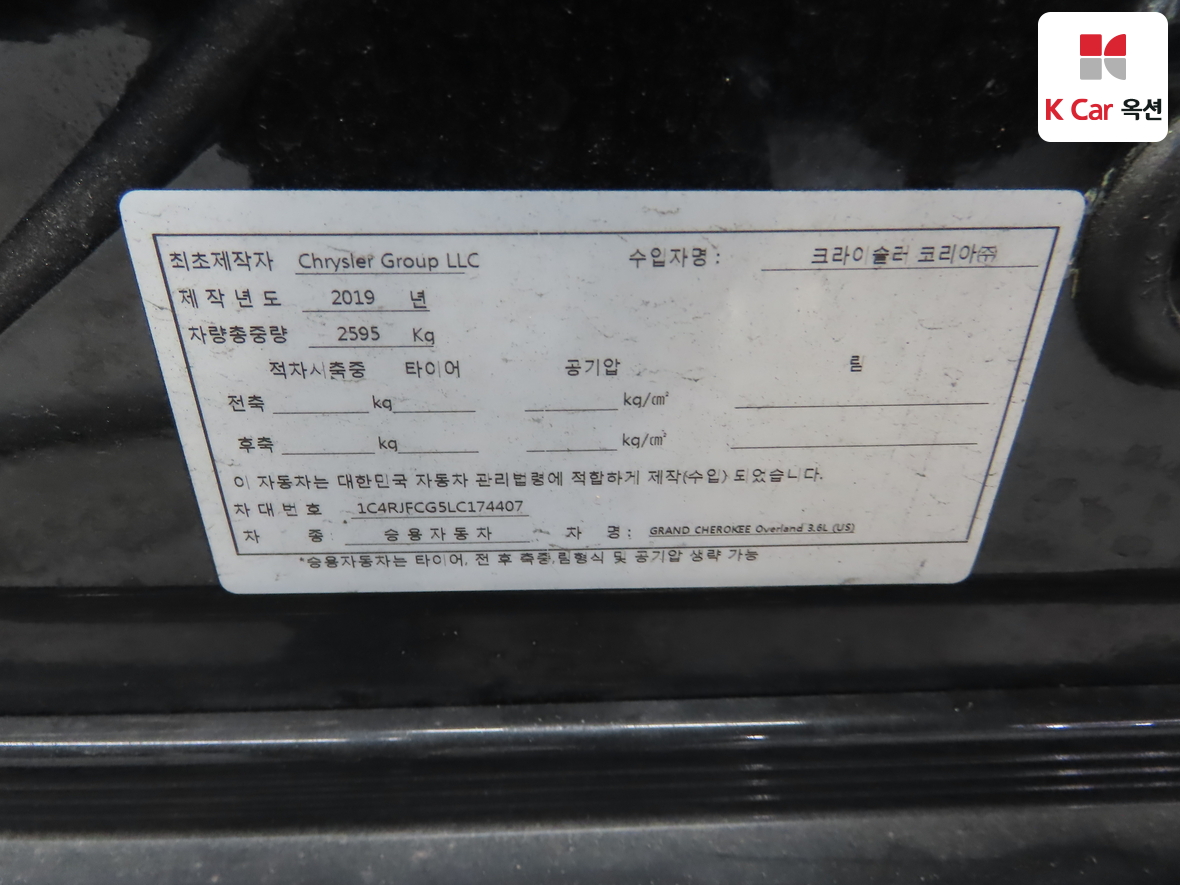 K Car 옥션
최초제작자 Chrysler Group LLC 수입자명 : 크라이슬러 코리아㈜
제 작 년 도 2019 년
차량총중량 2595 Kg
적차시축중 타이어 공기압 림
전축 kg kg/㎠
후축 kg kg/㎠
이 자동차는 대한민국 자동차 관리법령에 적합하게 제작(수입) 되었습니다.
차 대 번 호 : 1C4RJFCG5LC174407
차 종 : 승 용 자 동 차 차 명 : GRAND CHEROKEE Overland 3.6L (US)
*승용자동차는 타이어, 전 후 축중,림형식 및 공기압 생략 가능